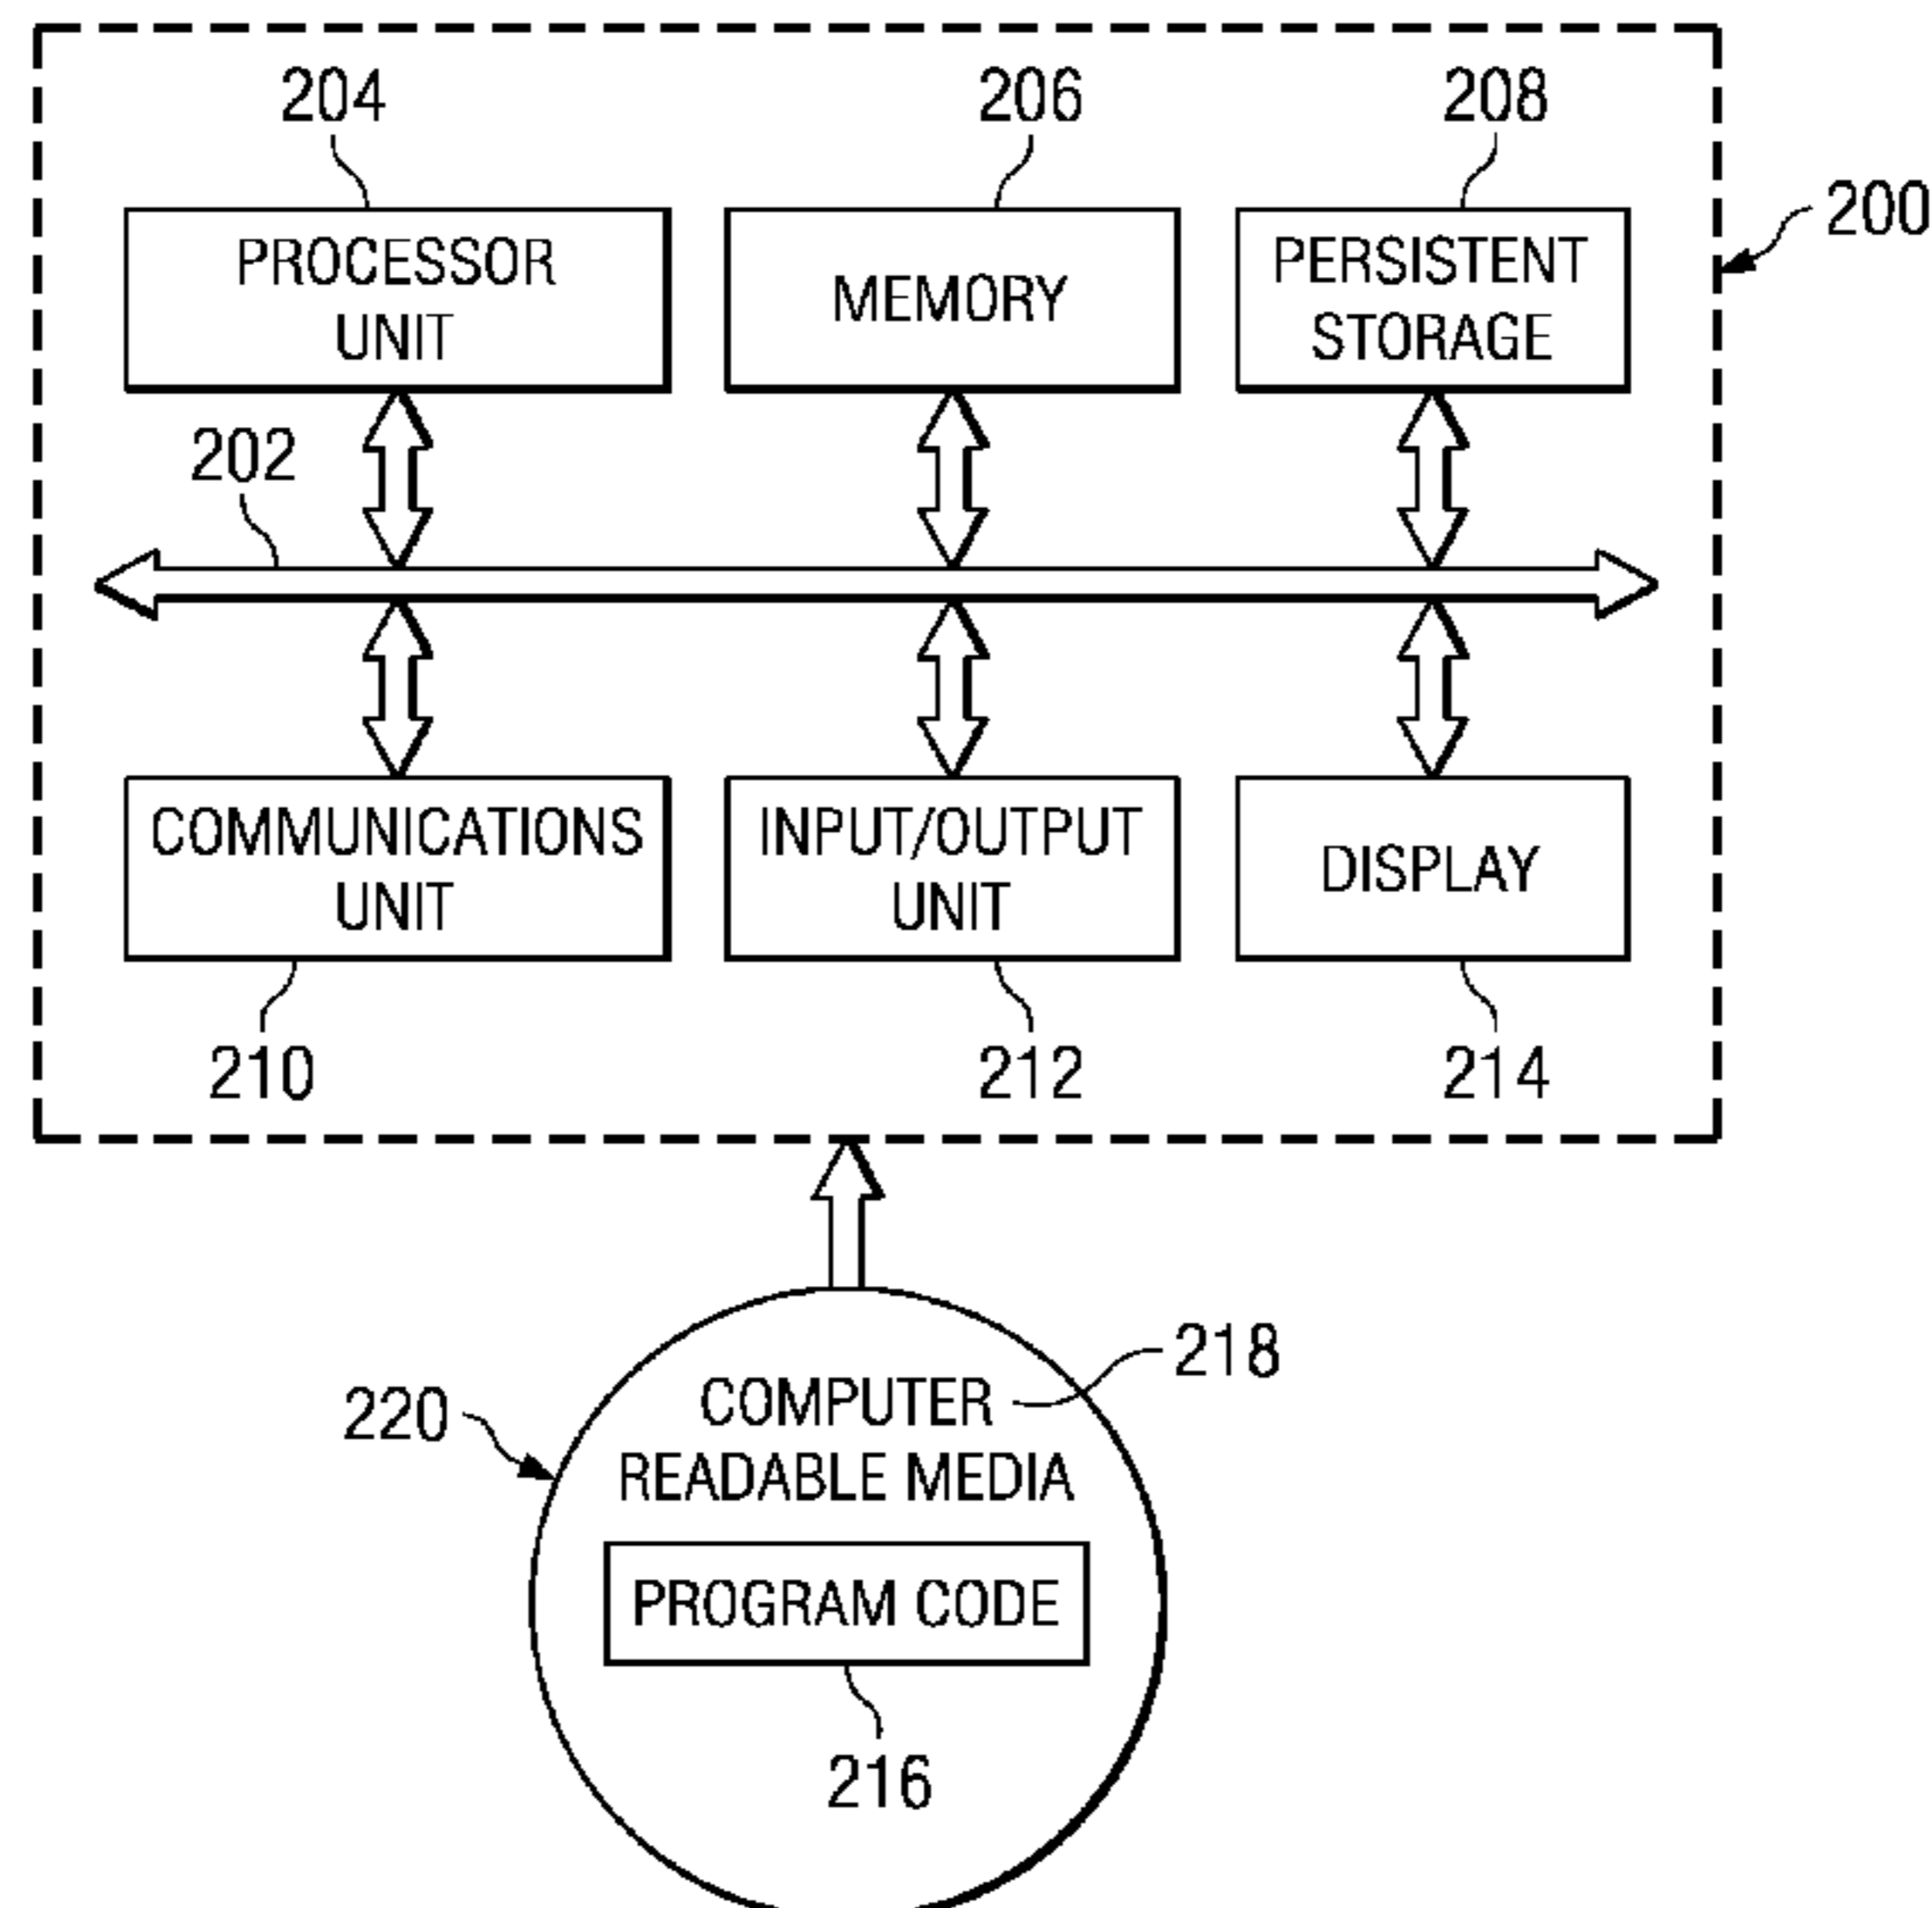 204
206
208
200
PROCESSOR
UNIT
MEMORY
PERSISTENT
STORAGE
202
COMMUNICATIONS
UNIT
INPUT/OUTPUT
UNIT
DISPLAY
210
212
214
218
220
COMPUTER
READABLE MEDIA
PROGRAM CODE
216